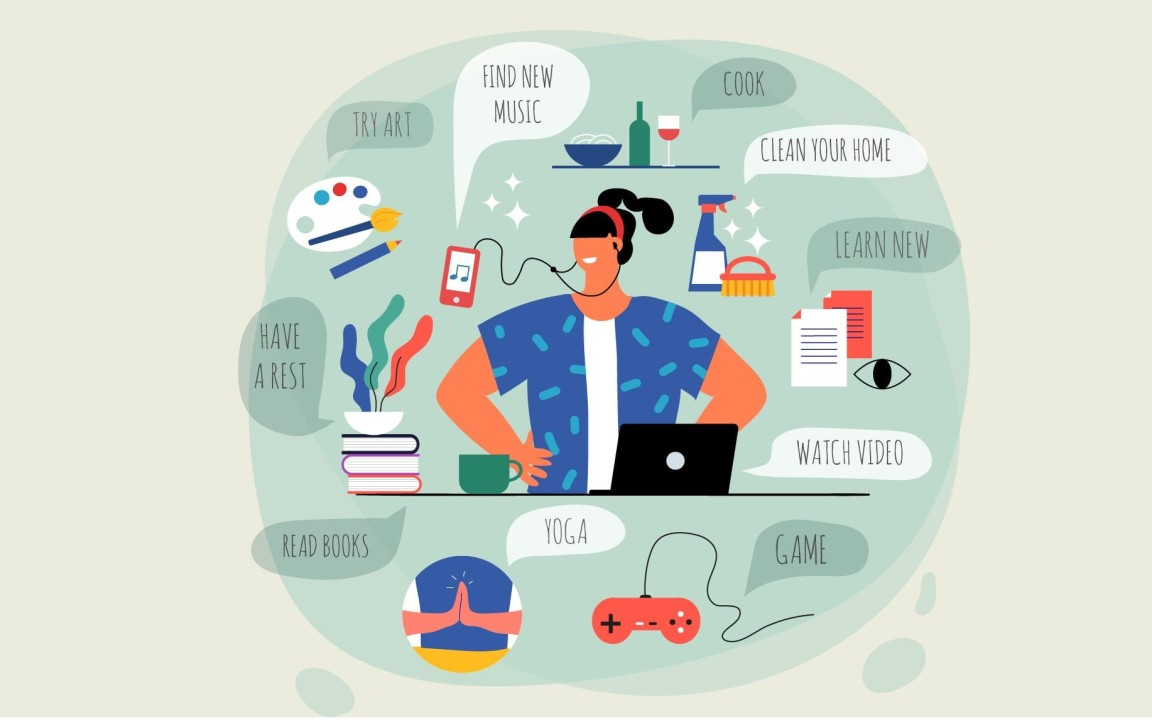 FIND NEW
MUSIC
COOK
TRY ART
CLEAN YOUR HOME
LEARN NEW
HAVE
A REST
WATCH VIDEO
READ BOOKS
YOGA
GAME